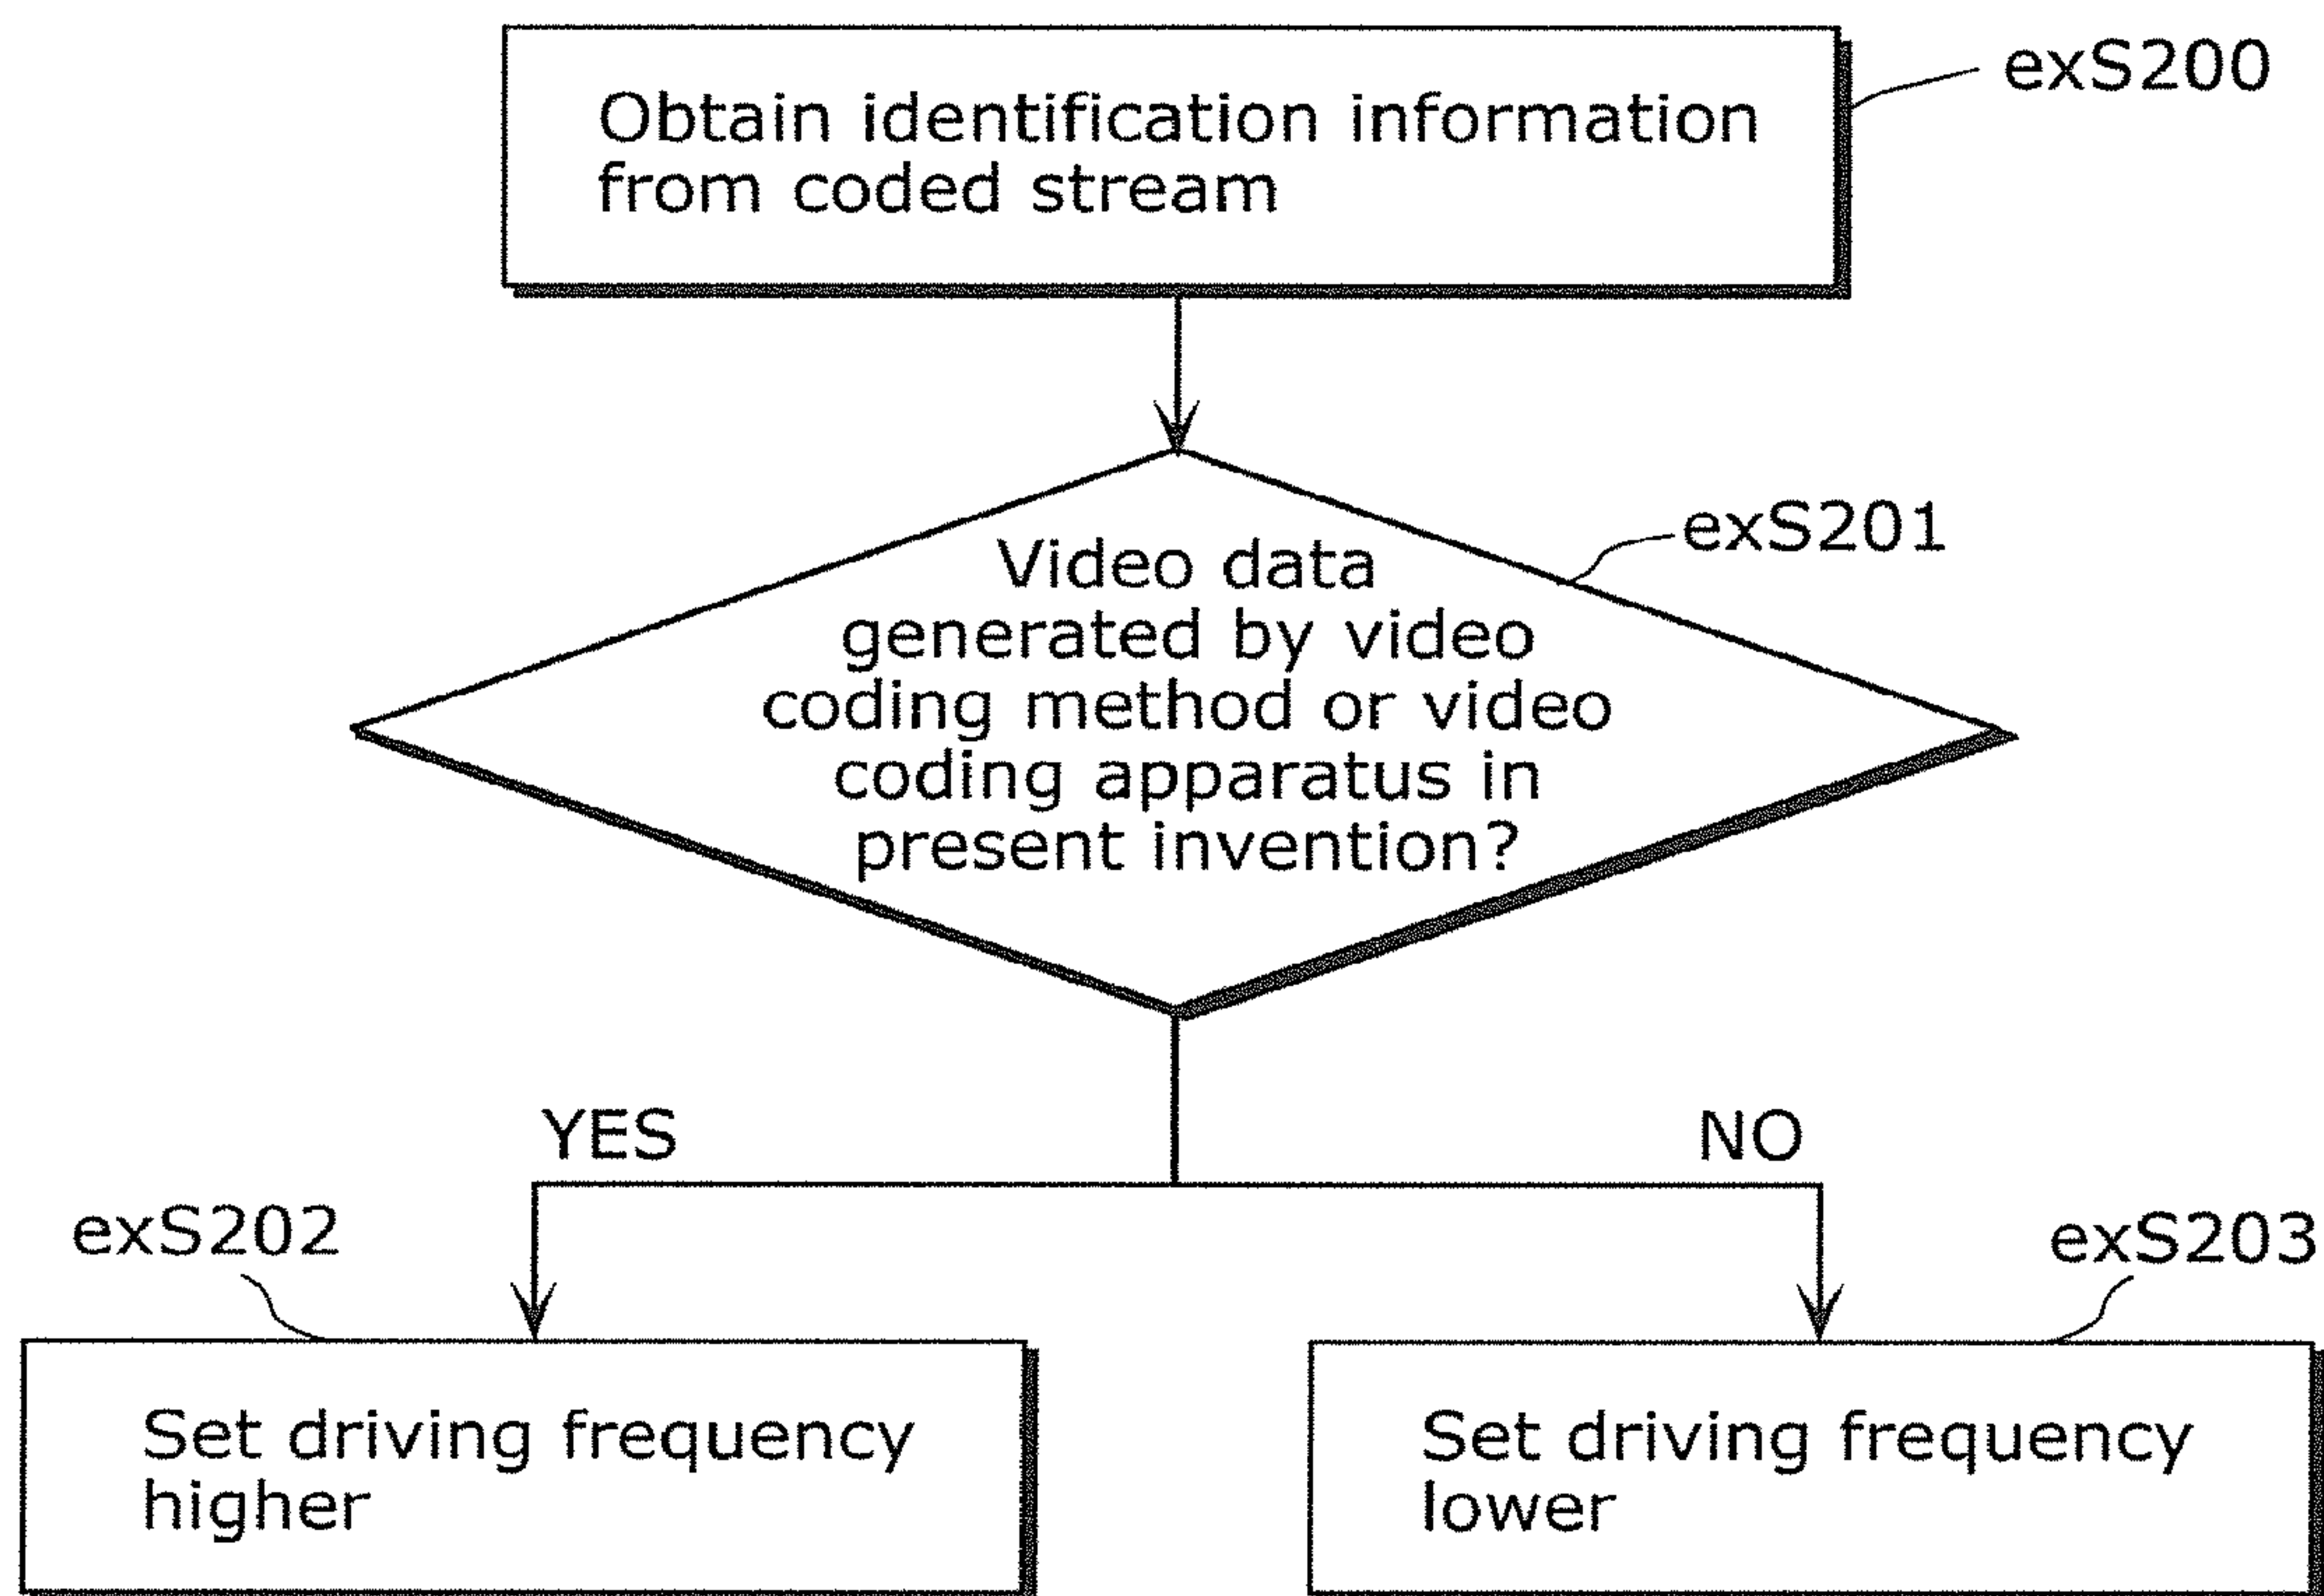 Obtain identification information
from coded stream
exS200
exS201
Video data
generated by video
coding method or video
coding apparatus in
present invention?
YES
NO
exS202
exS203
Set driving frequency
higher
Set driving frequency
lower